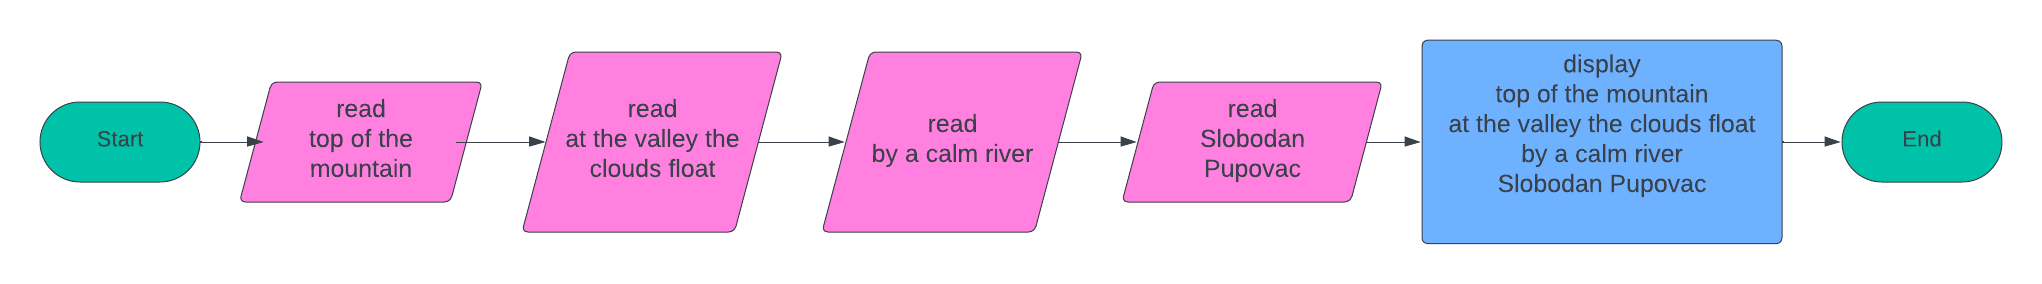 Start
read
top of the
mountain
read
at the valley the
clouds float
read
by a calm river
read
Slobodan
Pupovac
display
top of the mountain
at the valley the clouds float
by a calm river
Slobodan Pupovac
End